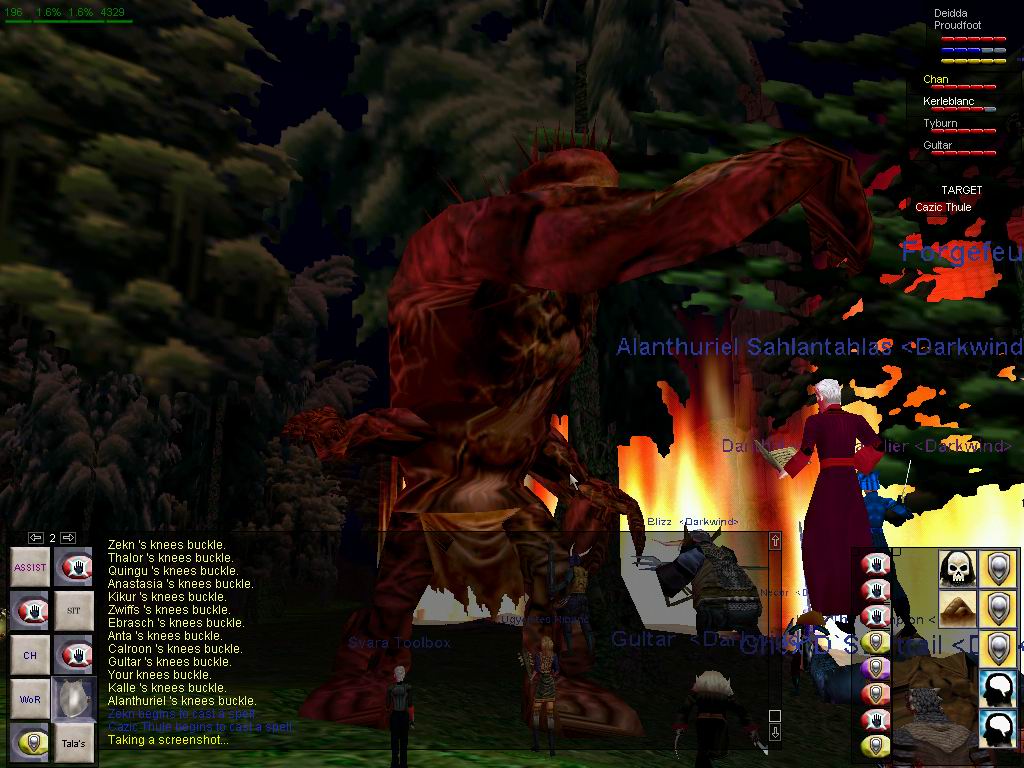 196 1.6% 1.6% 4329
Deidda
Proudfoot
Chan
Kerleblanc
Tyburn
Gultar
TARGET
Cazic Thule
Forgefeu
Alanthuriel Sahlantahlas <Darkwind
lier <Darkwind>
Blizz <Darkwind>
Svara Toolbox
Gultar <Dark
2
ASSIST
SIT
CH
WoR
Tala's
Zekn 's knees buckle.
Thalor 's knees buckle.
Quingu 's knees buckle.
Anastasia 's knees buckle.
Kikur 's knees buckle.
Zwiffs 's knees buckle.
Ebrasch 's knees buckle.
Anta 's knees buckle.
Calroon 's knees buckle.
Gultar 's knees buckle.
Your knees buckle.
Kalle 's knees buckle.
Alanthuriel 's knees buckle.
Zekn begins to cast a spell.
Cazic Thule begins to cast a spell.
Taking a screenshot...